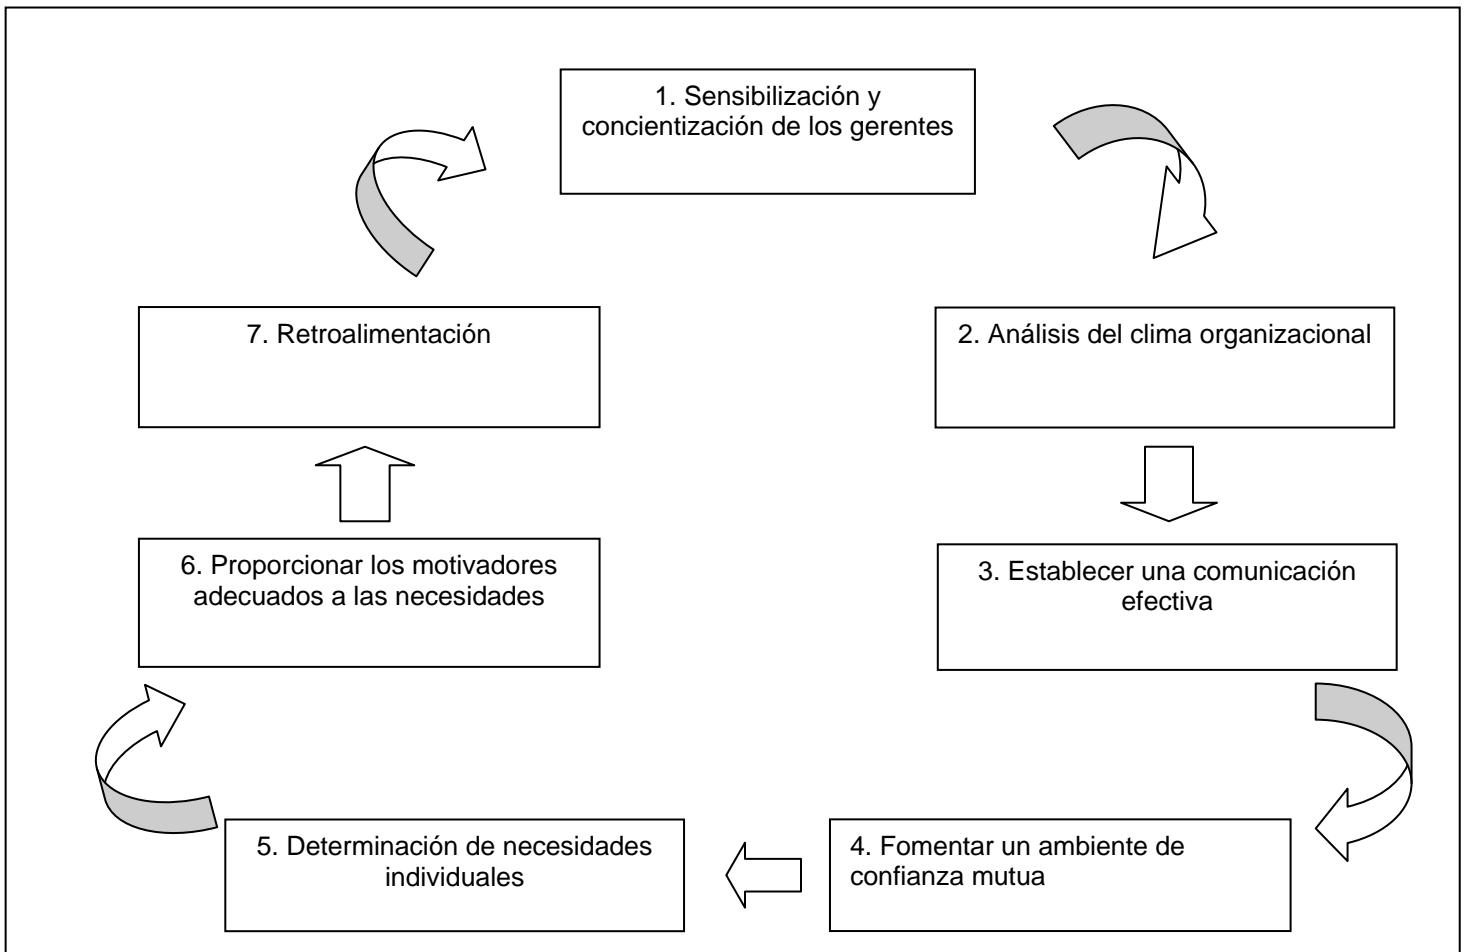 1. Sensibilización y
concientización de los gerentes
2. Análisis del clima organizacional
3. Establecer una comunicación
efectiva
4. Fomentar un ambiente de
confianza mutua
5. Determinación de necesidades
individuales
6. Proporcionar los motivadores
adecuados a las necesidades
7. Retroalimentación